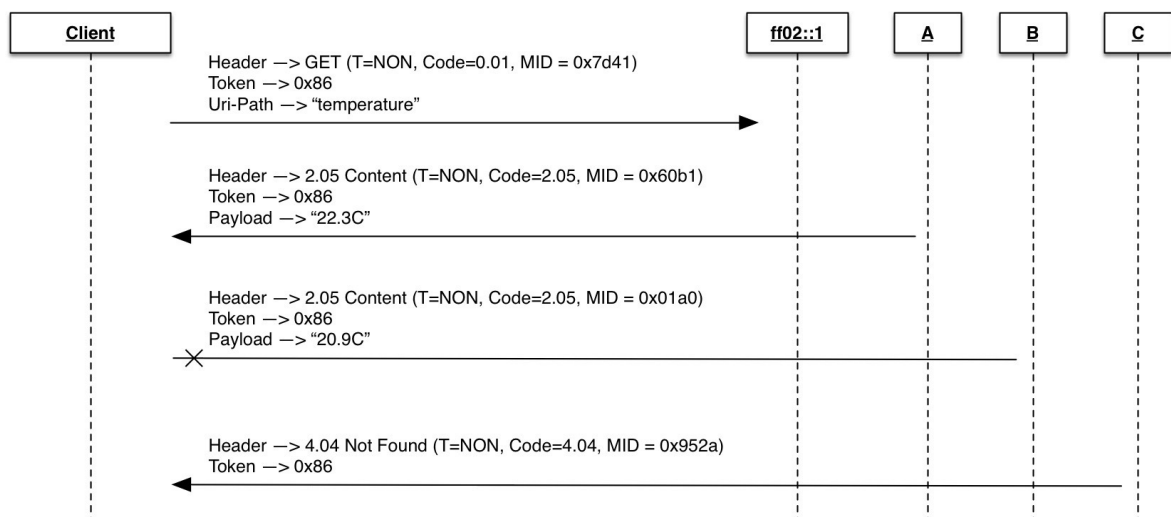 Client
ff02::1
A
B
C
Header —> GET (T=NON, Code=0.01, MID = 0x7d41)
Token —> 0x86
Uri-Path —> “temperature”
Header —> 2.05 Content (T=NON, Code=2.05, MID = 0x60b1)
Token —> 0x86
Payload —> “22.3C”
Header —> 2.05 Content (T=NON, Code=2.05, MID = 0x01a0)
Token —> 0x86
Payload —> “20.9C”
Header —> 4.04 Not Found (T=NON, Code=4.04, MID = 0x952a)
Token —> 0x86